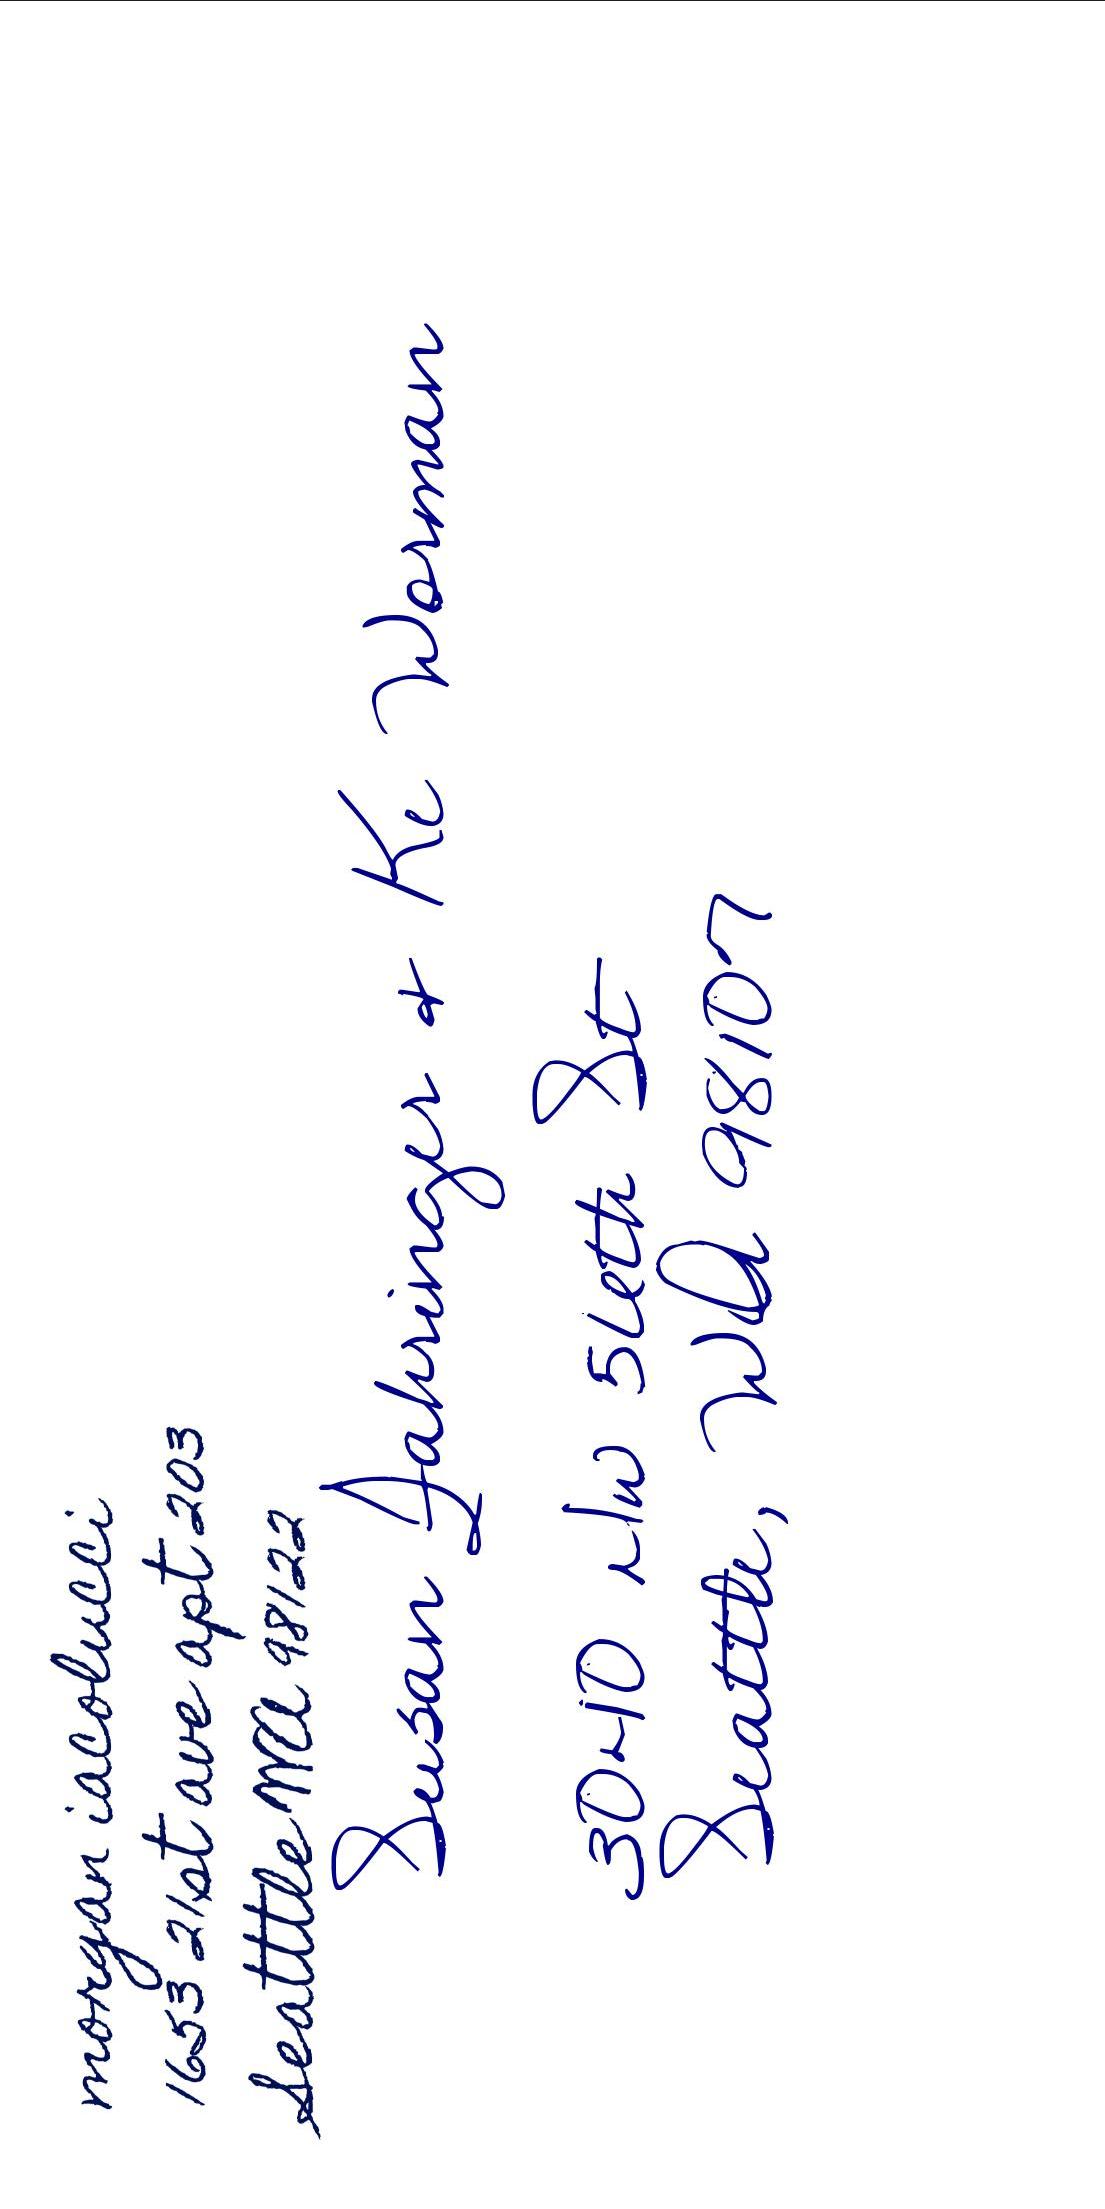 morgan iacolucci
1653 21st ave apt 203
Seattle WA 98122
Susan Jahringer & Ke Worman
3040 NW 56th St
Seattle, WA 98107